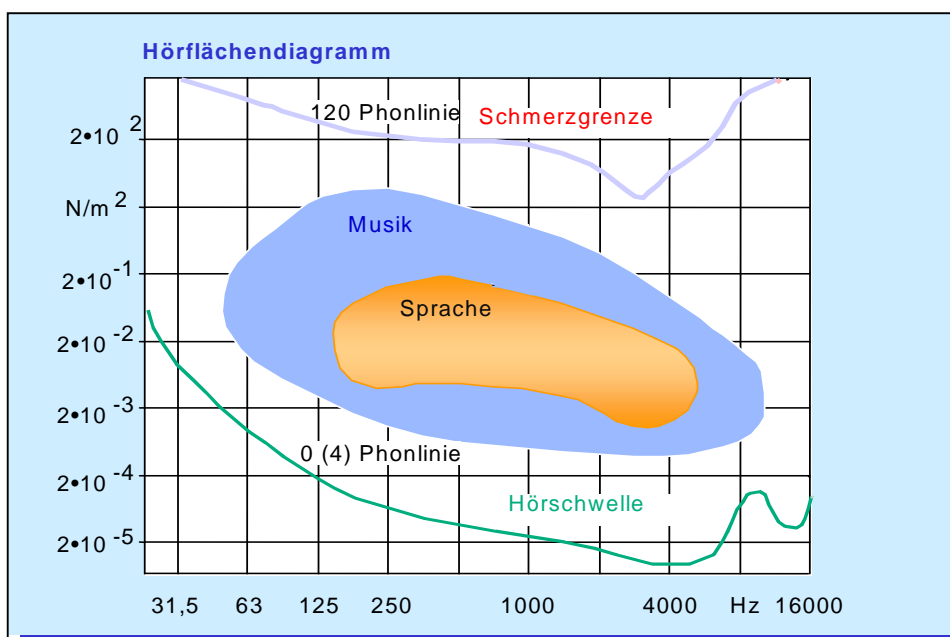 Hörflächendiagramm
120 Phonlinie Schmerzgrenze
2•10 2
N/m 2
Musik
2•10 -1
Sprache
2•10 -2
2•10 -3
0 (4) Phonlinie
2•10 -4
Hörschwelle
2•10 -5
31,5 63 125 250 1000 4000 Hz 16000